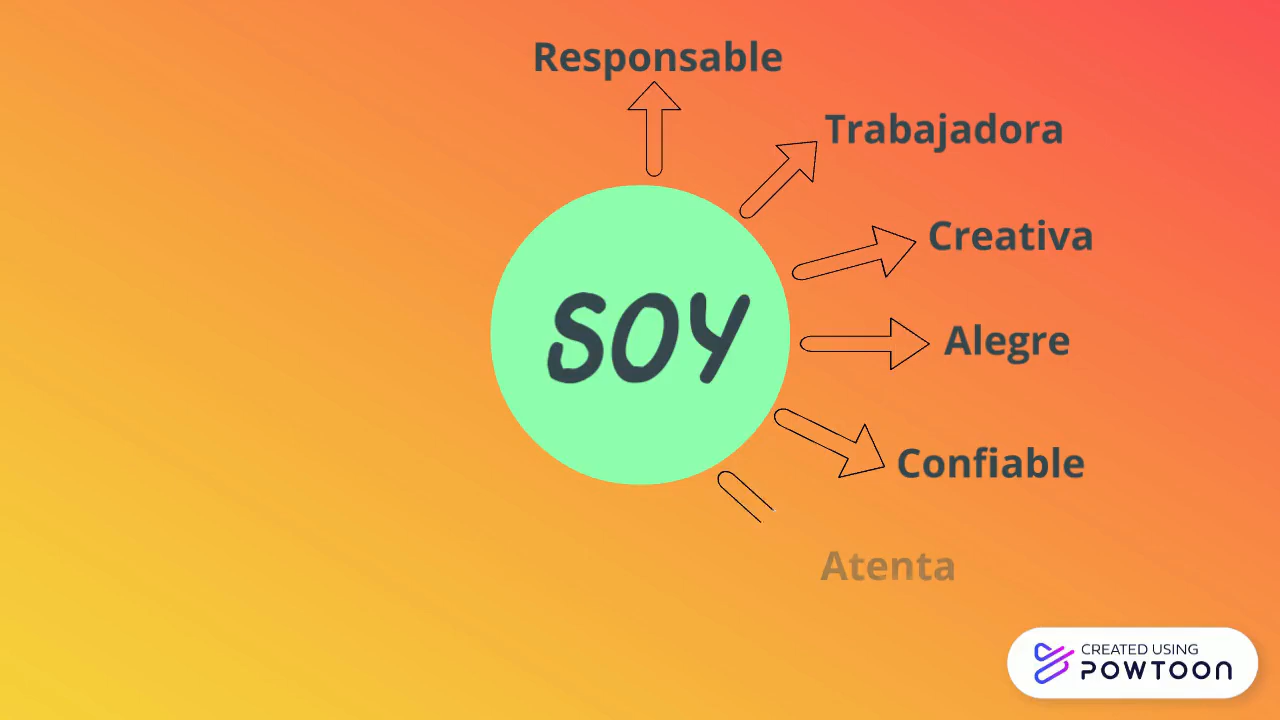 Responsable
Trabajadora
Creativa
SOY
Alegre
Confiable
Atenta
CREATED USING
POWTOON